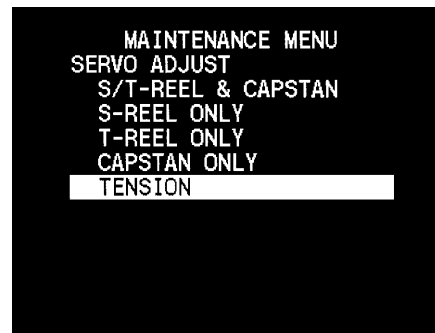 MAINTENANCE MENU
SERVO ADJUST
S/T-REEL & CAPSTAN
S-REEL ONLY
T-REEL ONLY
CAPSTAN ONLY
TENSION